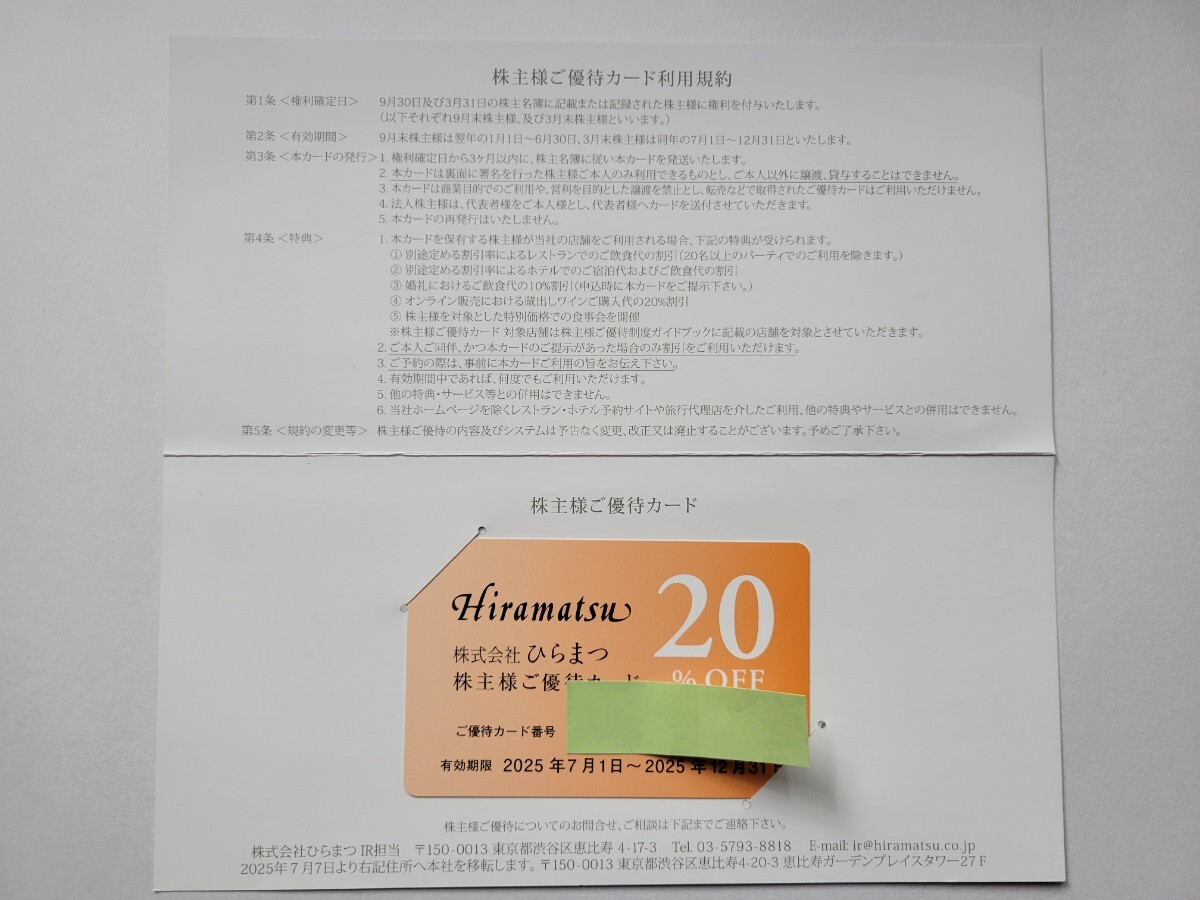 株主様ご優待カード利用規約
第1条 <権利確定日> 9月30日及び3月31日の株主名簿に記載または記録された株主様に権利を付与いたします。
(以下それぞれ9月末株主様、及び3月末株主様といいます。)
第2条 <有効期間> 9月末株主様は翌年の1月1日〜6月30日、3月末株主様は同年の7月1日〜12月31日といたします。
第3条 <本カードの発行> 1. 権利確定日から3ヶ月以内に、株主名簿に従い本カードを発送いたします。
2. 本カードは裏面に署名を行った株主様ご本人のみ利用できるものとし、ご本人以外に譲渡、貸与することはできません。
3. 本カードは商業目的でのご利用や、営利を目的とした譲渡を禁止とし、転売などで取得されたご優待カードはご利用いただけません。
4. 法人株主様は、代表者様をご本人様とし、代表者様へカードを送付させていただきます。
5. 本カードの再発行はいたしません。
第4条 <特典> 1. 本カードを保有する株主様が当社の店舗をご利用される場合、下記の特典が受けられます。
① 別途定める割引率によるレストランでのご飲食代の割引(20名以上のパーティでのご利用を除きます。)
② 別途定める割引率によるホテルでのご宿泊代およびご飲食代の割引
③ 婚礼におけるご飲食代の10%割引(申込時に本カードをご提示下さい。)
④ オンライン販売における蔵出しワインご購入代の20%割引
⑤ 株主様を対象とした特別価格での食事会を開催
※株主様ご優待カード 対象店舗は株主様ご優待制度ガイドブックに記載の店舗を対象とさせていただきます。
2. ご本人ご同伴、かつ本カードのご提示があった場合のみ割引をご利用いただけます。
3. ご予約の際は、事前に本カードご利用の旨をお伝え下さい。
4. 有効期間中であれば、何度でもご利用いただけます。
5. 他の特典・サービス等との併用はできません。
6. 当社ホームページを除くレストラン・ホテル予約サイトや旅行代理店を介したご利用、他の特典やサービスとの併用はできません。
第5条 <規約の変更等> 株主様ご優待の内容及びシステムは予告なく変更、改正又は廃止することがございます。予めご了承下さい。
株主様ご優待カード
Hiramatsu
20
% OFF
株式会社 ひらまつ
株主様ご優待カード
ご優待カード番号
有効期限 2025年7月1日〜2025年12月31
株主様ご優待についてのお問合せ、ご相談は下記までご連絡下さい。
株式会社ひらまつ IR担当 〒150-0013 東京都渋谷区恵比寿 4-17-3 Tel. 03-5793-8818 E-mail: ir@hiramatsu.co.jp
2025年7月7日より右記住所へ本社を移転します。〒150-0013 東京都渋谷区恵比寿4-20-3 恵比寿ガーデンプレイスタワー27F